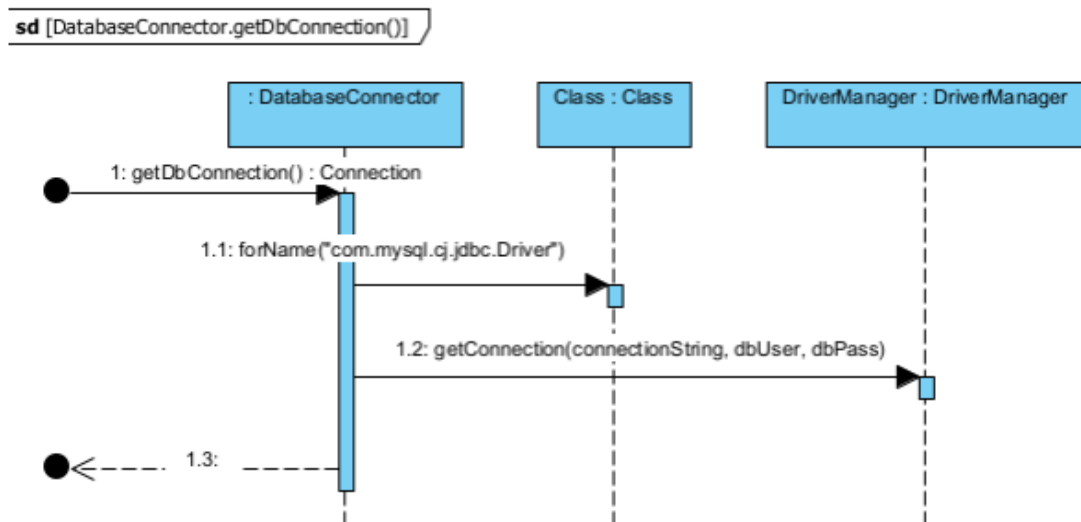 sd [DatabaseConnector.getDbConnection()]
: DatabaseConnector
Class : Class
DriverManager : DriverManager
1: getDbConnection() : Connection
1.1: forName("com.mysql.cj.jdbc.Driver")
1.2: getConnection(connectionString, dbUser, dbPass)
1.3: